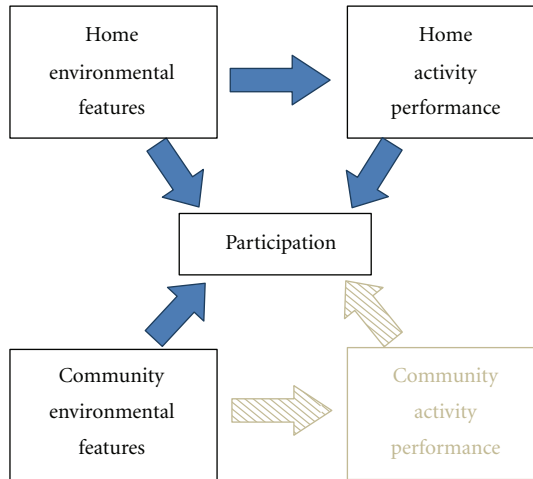 Home
environmental
features
Home
activity
performance
Participation
Community
environmental
features
Community
activity
performance